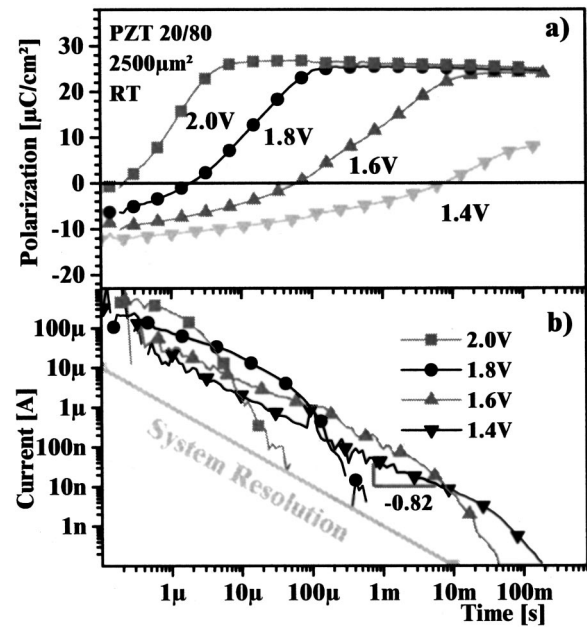 30
20
10
0
-10
-20
Polarization [µC/cm²]
PZT 20/80
2500µm²
RT
a)
2.0V
1.8V
1.6V
1.4V
100µ
10µ
1µ
100n
10n
1n
Current [A]
b)
2.0V
1.8V
1.6V
1.4V
System Resolution
-0.82
1µ
10µ
100µ
1m
10m
100m
Time [s]